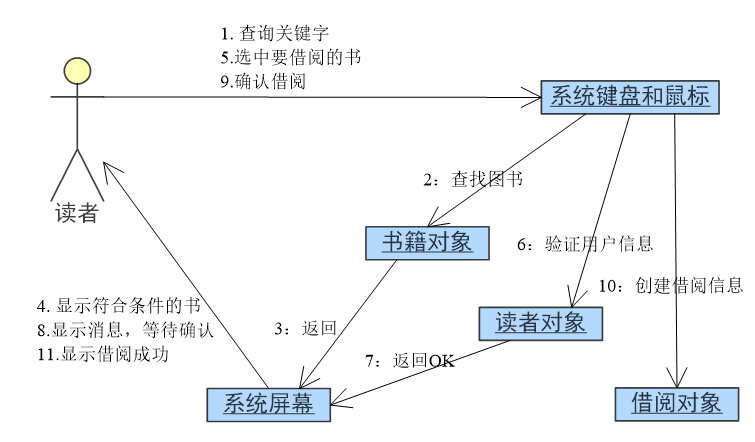 1. 查询关键字
5.选中要借阅的书
9.确认借阅
系统键盘和鼠标
2：查找图书
读者
书籍对象
6：验证用户信息
10：创建借阅信息
4. 显示符合条件的书
8.显示消息，等待确认
11.显示借阅成功
3：返回
读者对象
7：返回OK
系统屏幕
借阅对象